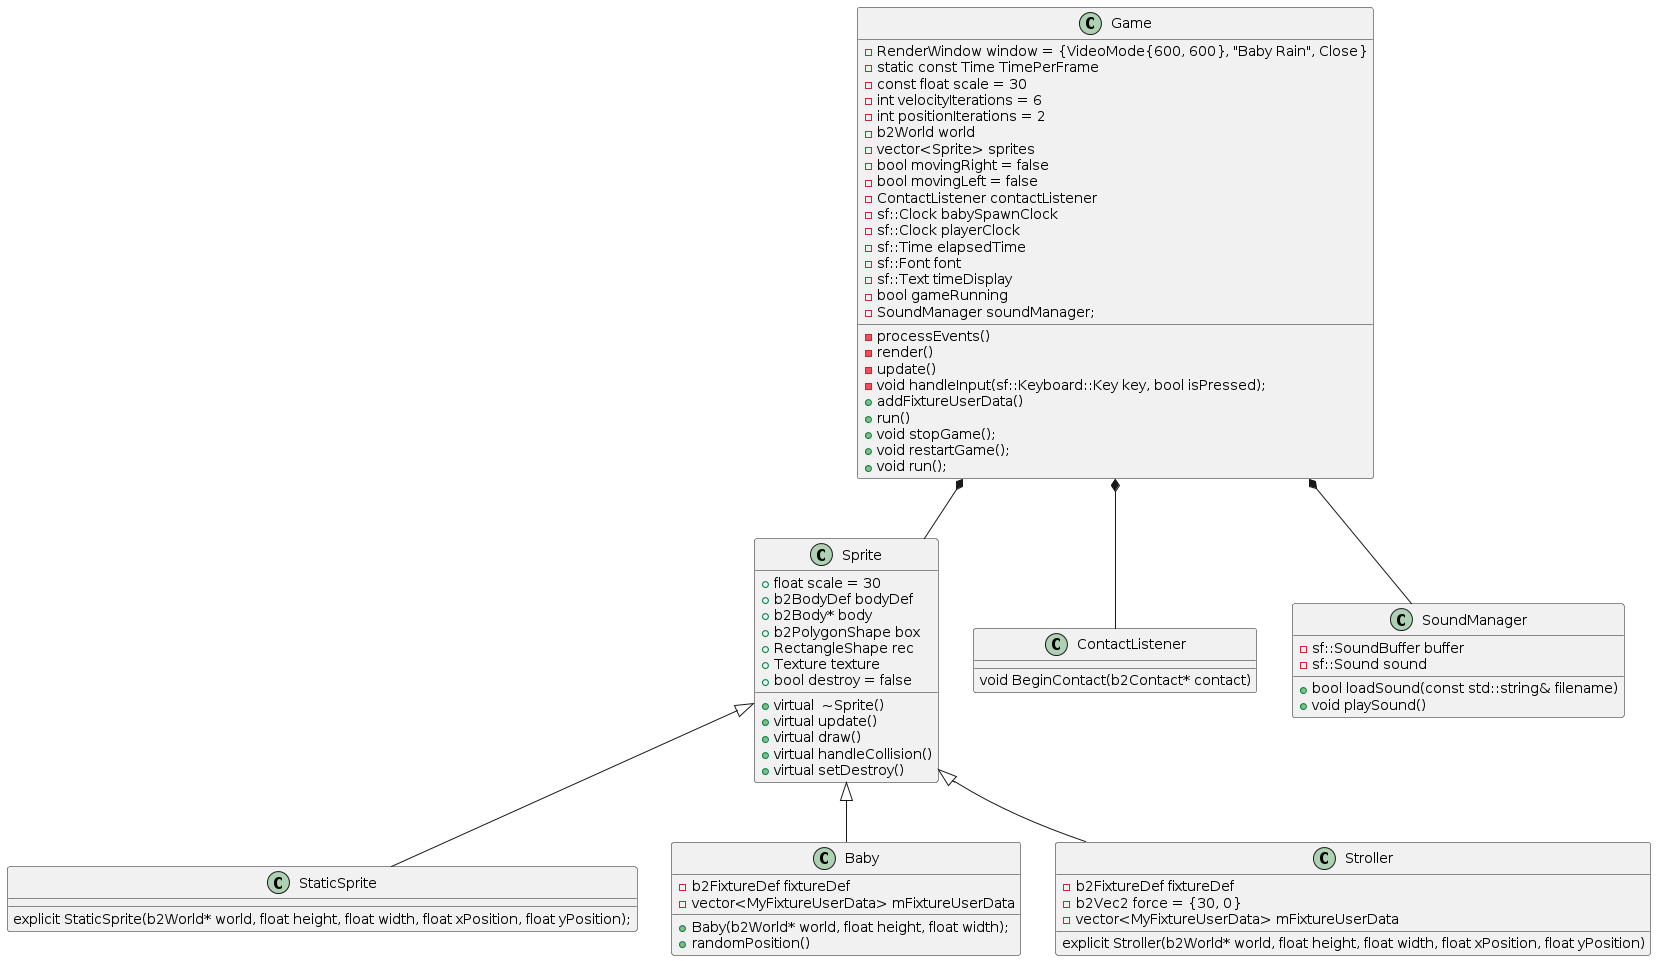 C Game
RenderWindow window = {VideoMode{600, 600}, "Baby Rain", Close}
static const Time TimePerFrame
const float scale = 30
int velocityIterations = 6
int positionIterations = 2
b2World world
vector<Sprite> sprites
bool movingRight = false
bool movingLeft = false
ContactListener contactListener
sf::Clock babySpawnClock
sf::Clock playerClock
sf::Time elapsedTime
sf::Font font
sf::Text timeDisplay
bool gameRunning
SoundManager soundManager;
processEvents()
render()
update()
void handleInput(sf::Keyboard::Key key, bool isPressed);
addFixtureUserData()
run()
void stopGame();
void restartGame();
void run();
C Sprite
float scale = 30
b2BodyDef bodyDef
b2Body* body
b2PolygonShape box
RectangleShape rec
Texture texture
bool destroy = false
virtual  ~Sprite()
virtual update()
virtual draw()
virtual handleCollision()
virtual setDestroy()
C ContactListener
void BeginContact(b2Contact* contact)
C SoundManager
sf::SoundBuffer buffer
sf::Sound sound
bool loadSound(const std::string& filename)
void playSound()
C StaticSprite
explicit StaticSprite(b2World* world, float height, float width, float xPosition, float yPosition);
C Baby
b2FixtureDef fixtureDef
vector<MyFixtureUserData> mFixtureUserData
Baby(b2World* world, float height, float width);
randomPosition()
C Stroller
b2FixtureDef fixtureDef
b2Vec2 force = {30, 0}
vector<MyFixtureUserData> mFixtureUserData
explicit Stroller(b2World* world, float height, float width, float xPosition, float yPosition)